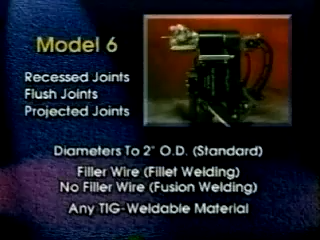 Model 6
Recessed Joints
Flush Joints
Projected Joints
Diameters To 2" O.D. (Standard)
Filler Wire (Fillet Welding)
No Filler Wire (Fusion Welding)
Any TIG-Weldable Material